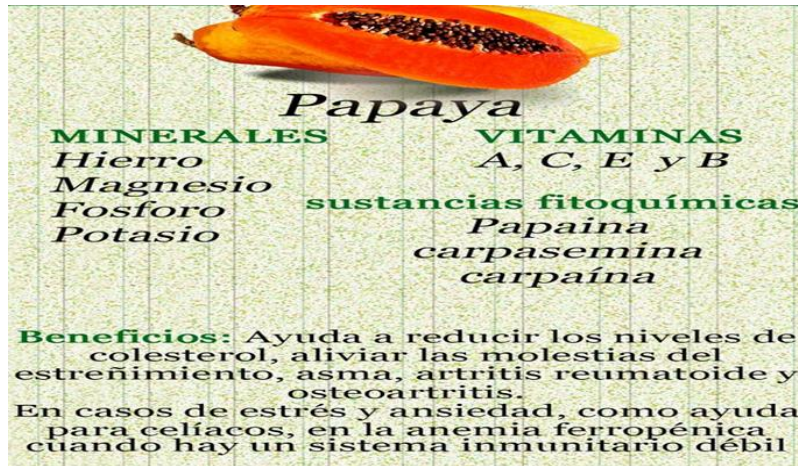 Papaya
MINERALES
Hierro
Magnesio
Fosforo
Potasio
VITAMINAS
A, C, E y B
sustancias fitoquímicas
Papaina
carpasemina
carpaína
Beneficios: Ayuda a reducir los niveles de
colesterol, aliviar las molestias del
estreñimiento, asma, artritis reumatoide y
osteoartritis.
En casos de estrés y ansiedad, como ayuda
para celíacos, en la anemia ferropénica
cuando hay un sistema inmunitario débil